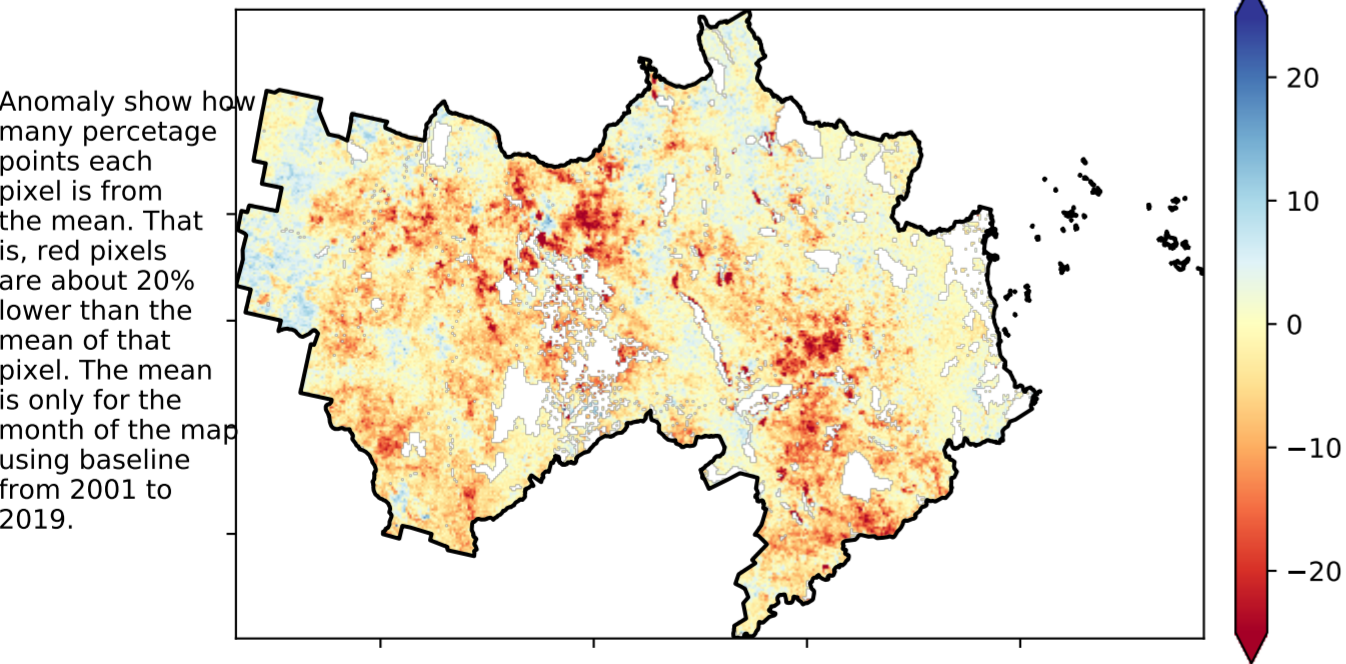 Anomaly show how
many percetage
points each
pixel is from
the mean. That
is, red pixels
are about 20%
lower than the
mean of that
pixel. The mean
is only for the
month of the map
using baseline
from 2001 to
2019.
20
10
0
−10
−20